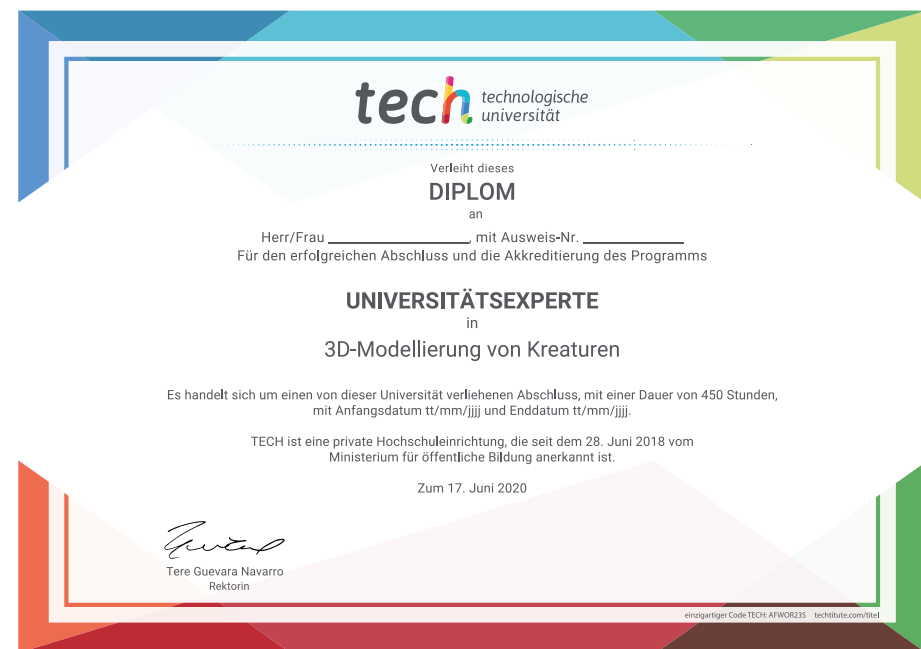 tech technologische
universität
Verleiht dieses
DIPLOM
an
Herr/Frau ____________________, mit Ausweis-Nr. ______________
Für den erfolgreichen Abschluss und die Akkreditierung des Programms
UNIVERSITÄTSEXPERTE
in
3D-Modellierung von Kreaturen
Es handelt sich um einen von dieser Universität verliehenen Abschluss, mit einer Dauer von 450 Stunden,
mit Anfangsdatum tt/mm/jjjj und Enddatum tt/mm/jjjj.
TECH ist eine private Hochschuleinrichtung, die seit dem 28. Juni 2018 vom
Ministerium für öffentliche Bildung anerkannt ist.
Zum 17. Juni 2020
Tere Guevara Navarro
Rektorin
einzigartiger Code TECH: AFWOR23S techtitute.com/titel